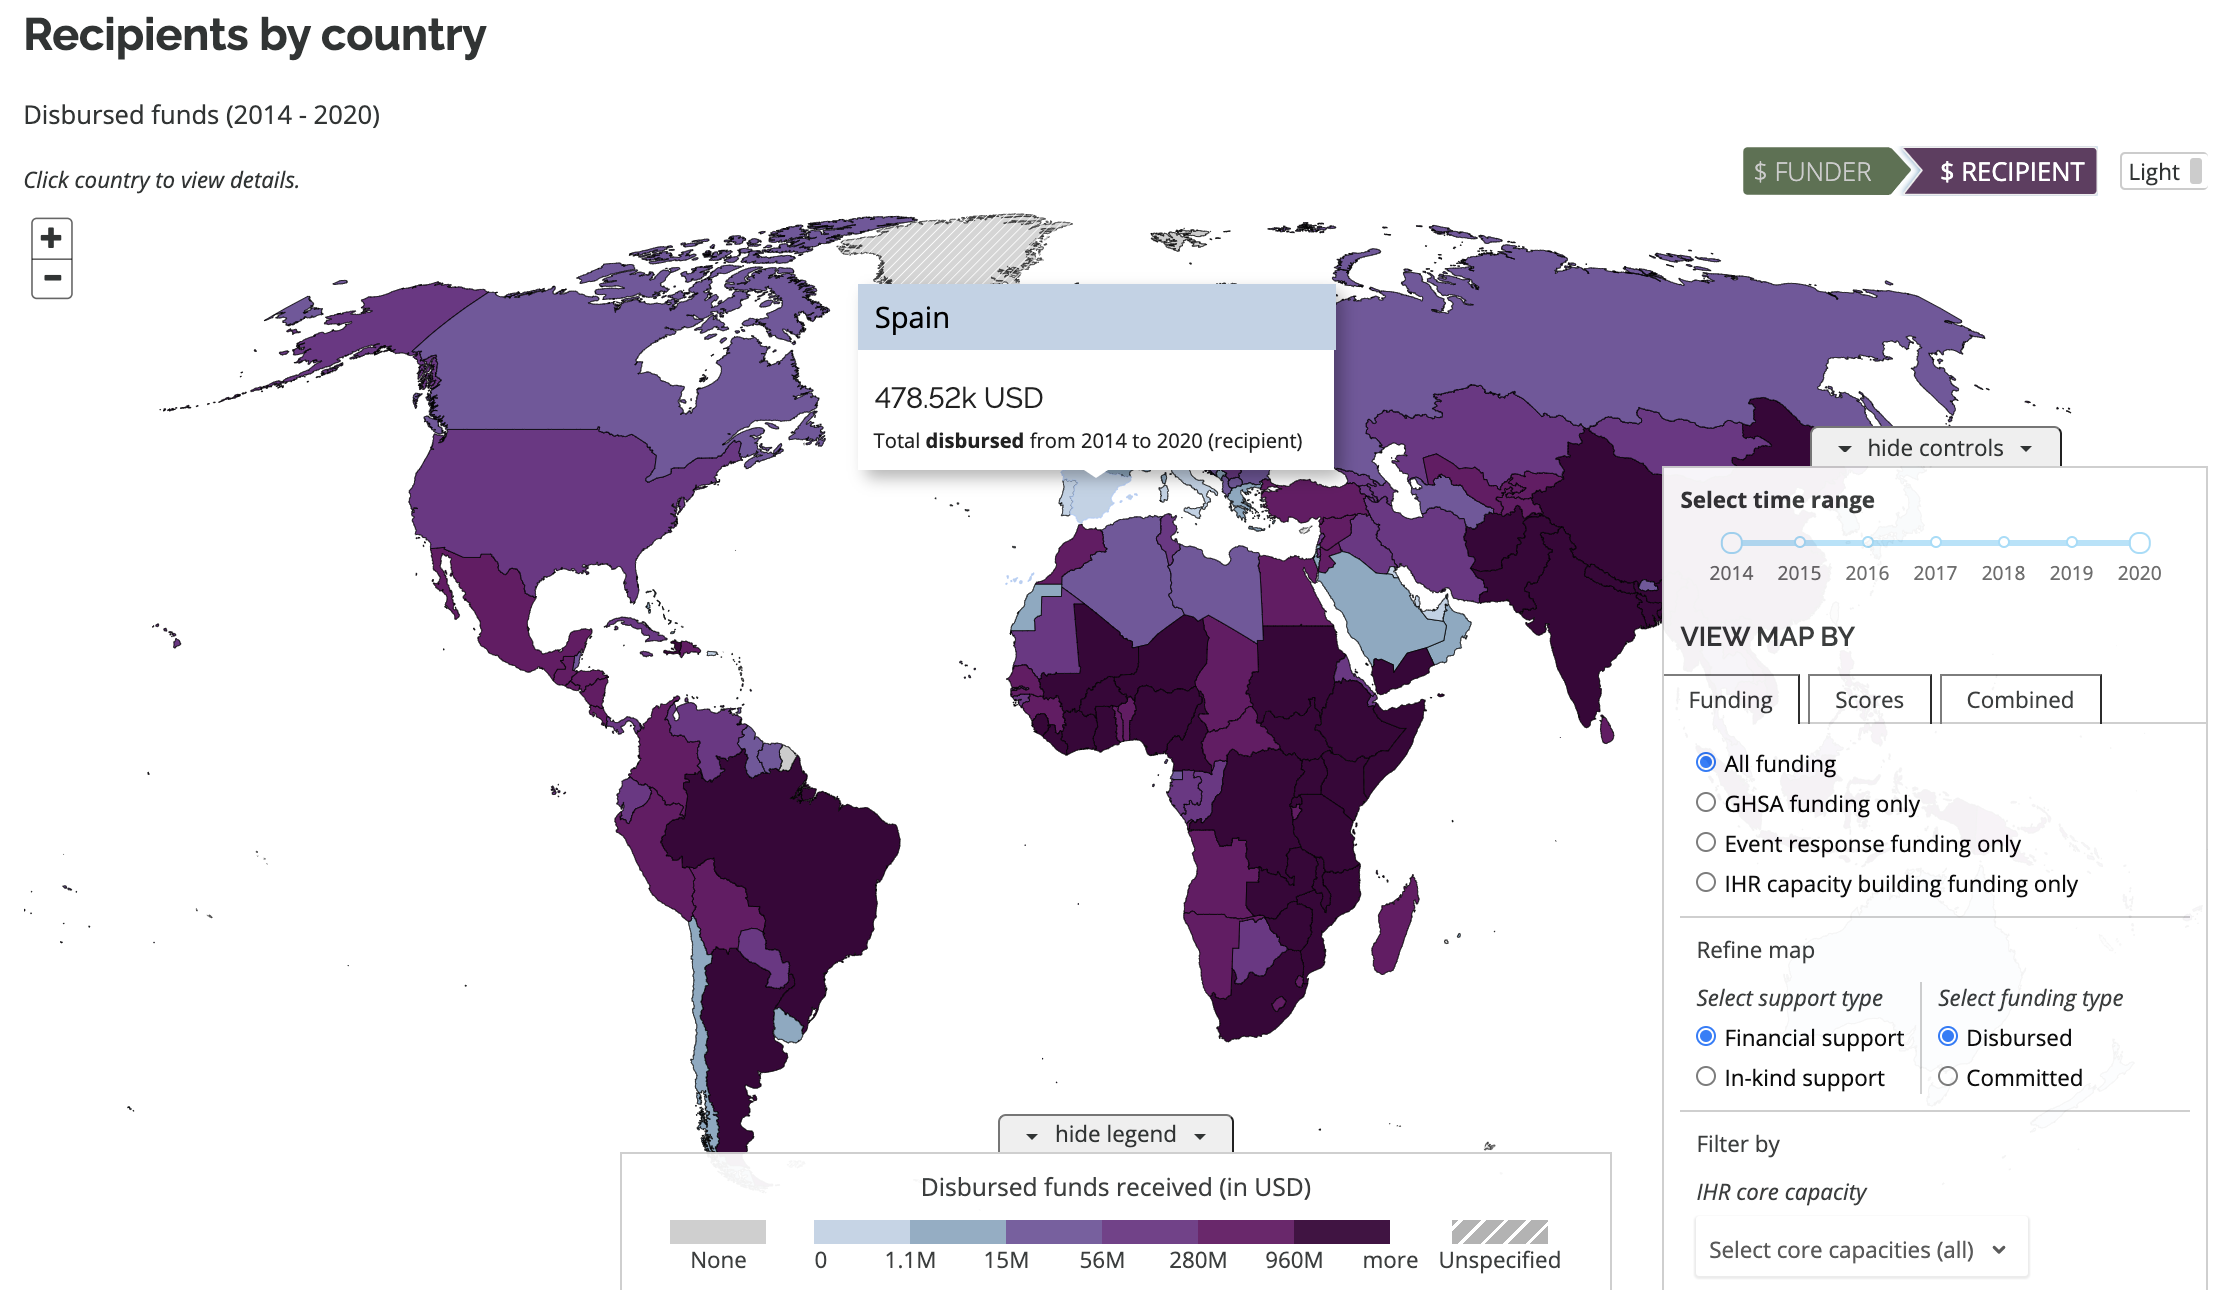 Recipients by country
Disbursed funds (2014 - 2020)
Click country to view details.
$ FUNDER
$ RECIPIENT
Light
+
−
Spain
478.52k USD
Total disbursed from 2014 to 2020 (recipient)
hide controls
Select time range
2014 2015 2016 2017 2018 2019 2020
VIEW MAP BY
Funding Scores Combined
All funding
GHSA funding only
Event response funding only
IHR capacity building funding only
Refine map
Select support type
Financial support
In-kind support
Select funding type
Disbursed
Committed
Filter by
IHR core capacity
Select core capacities (all)
hide legend
Disbursed funds received (in USD)
None 0 1.1M 15M 56M 280M 960M more Unspecified